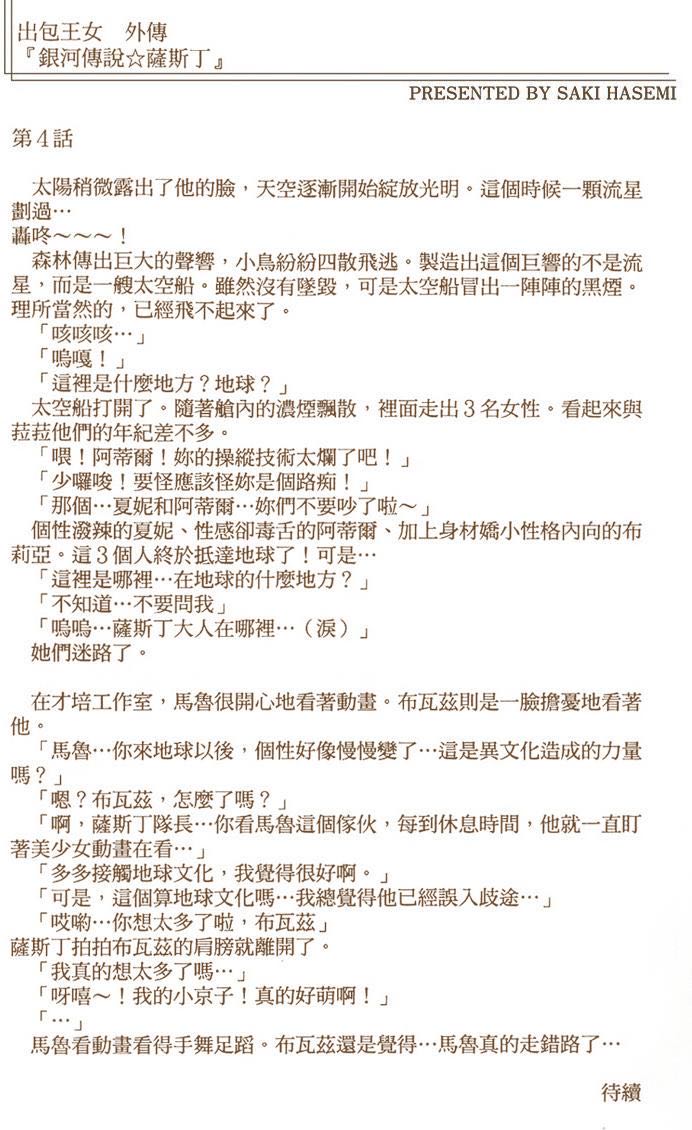 出包王女　外傳
『銀河傳說☆薩斯丁』
PRESENTED BY SAKI HASEMI
第4話
太陽稍微露出了他的臉，天空逐漸開始綻放光明。這個時候一顆流星
劃過…
轟咚～～～！
森林傳出巨大的聲響，小鳥紛紛四散飛逃。製造出這個巨響的不是流
星，而是一艘太空船。雖然沒有墜毀，可是太空船冒出一陣陣的黑煙。
理所當然的，已經飛不起來了。
「咳咳咳…」
「嗚嘎！」
「這裡是什麼地方？地球？」
太空船打開了。隨著艙內的濃煙飄散，裡面走出3名女性。看起來與
菈菈他們的年紀差不多。
「喂！阿蒂爾！妳的操縱技術太爛了吧！」
「少囉唆！要怪應該怪妳是個路痴！」
「那個…夏妮和阿蒂爾…妳們不要吵了啦～」
個性潑辣的夏妮、性感卻毒舌的阿蒂爾、加上身材嬌小性格內向的布
莉亞。這3個人終於抵達地球了！可是…
「這裡是哪裡…在地球的什麼地方？」
「不知道…不要問我」
「嗚嗚…薩斯丁大人在哪裡…（淚）」
她們迷路了。
在才培工作室，馬魯很開心地看著動畫。布瓦茲則是一臉擔憂地看著
他。
「馬魯…你來地球以後，個性好像慢慢變了…這是異文化造成的力量
嗎？」
「嗯？布瓦茲，怎麼了嗎？」
「啊，薩斯丁隊長…你看馬魯這個傢伙，每到休息時間，他就一直盯
著美少女動畫在看…」
「多多接觸地球文化，我覺得很好啊。」
「可是，這個算地球文化嗎…我總覺得他已經誤入歧途…」
「哎喲…你想太多了啦，布瓦茲」
薩斯丁拍拍布瓦茲的肩膀就離開了。
「我真的想太多了嗎…」
「呀嘻～！我的小京子！真的好萌啊！」
「…」
馬魯看動畫看得手舞足蹈。布瓦茲還是覺得…馬魯真的走錯路了…
待續